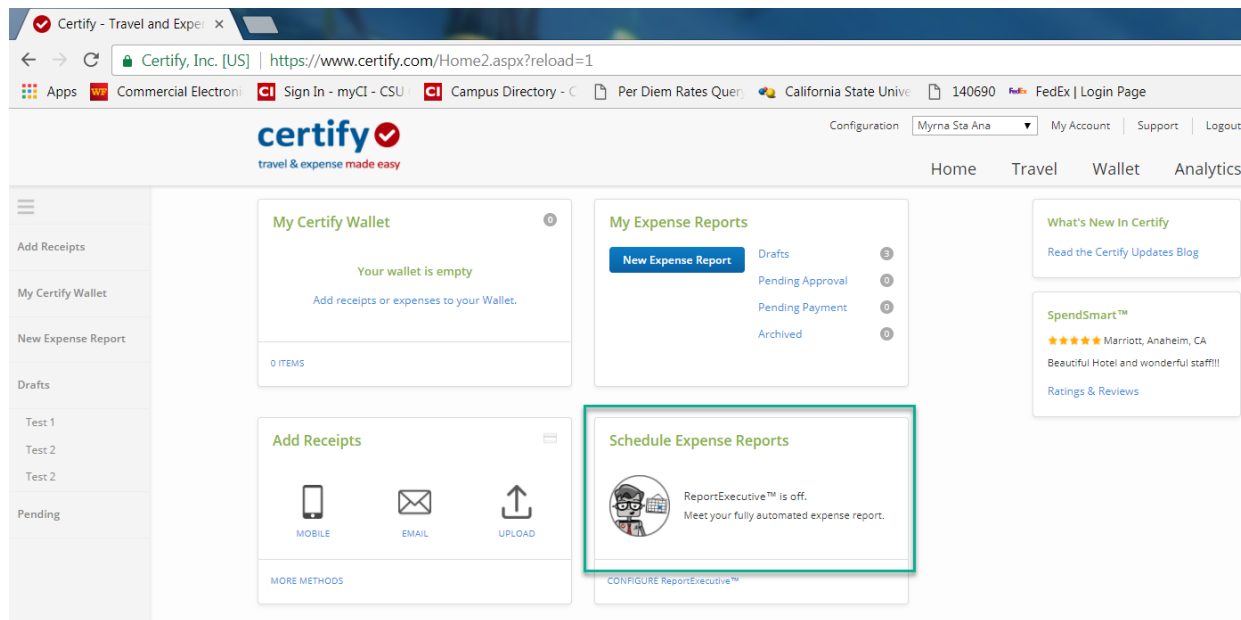 Certify - Travel and Exper
Certify, Inc. [US] https://www.certify.com/Home2.aspx?reload=1
Apps WF Commercial Electroni CI Sign In - myCI - CSU CI Campus Directory - C Per Diem Rates Quer California State Unive 140690 FedEx FedEx | Login Page
certify
travel & expense made easy
Configuration Myrna Sta Ana My Account Support Logout
Home Travel Wallet Analytics
Add Receipts
My Certify Wallet
New Expense Report
Drafts
Test 1
Test 2
Test 2
Pending
My Certify Wallet 0
Your wallet is empty
Add receipts or expenses to your Wallet.
0 ITEMS
My Expense Reports
New Expense Report
Drafts 3
Pending Approval 0
Pending Payment 0
Archived 0
What's New In Certify
Read the Certify Updates Blog
SpendSmart™
Marriott, Anaheim, CA
Beautiful Hotel and wonderful staff!!!
Ratings & Reviews
Add Receipts
MOBILE EMAIL UPLOAD
MORE METHODS
Schedule Expense Reports
ReportExecutive™ is off.
Meet your fully automated expense report.
CONFIGURE ReportExecutive™